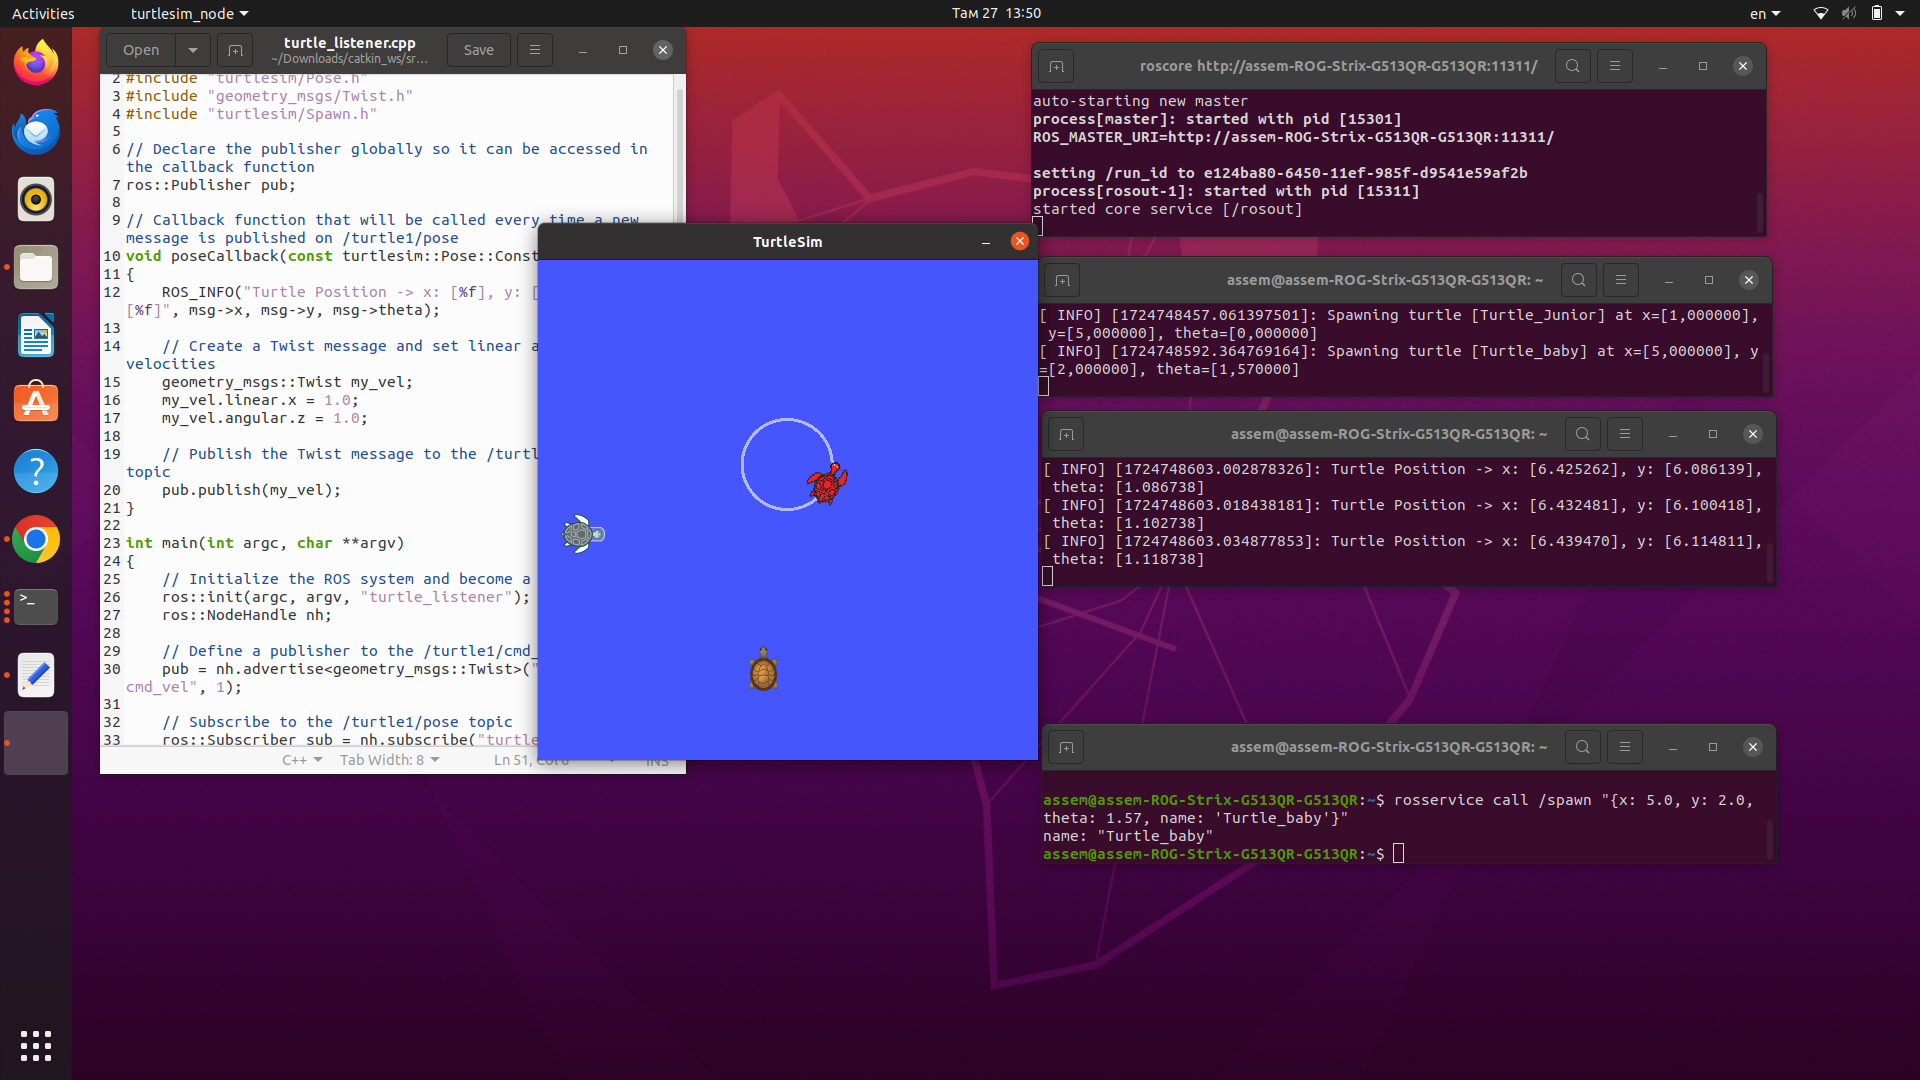 Activities
turtlesim_node
Там 27 13:50
en
Open
turtle_listener.cpp
~/Downloads/catkin_ws/sr…
Save
2 #include "turtlesim/Pose.h"
3 #include "geometry_msgs/Twist.h"
4 #include "turtlesim/Spawn.h"
5
6 // Declare the publisher globally so it can be accessed in
the callback function
7 ros::Publisher pub;
8
9 // Callback function that will be called every time a new
message is published on /turtle1/pose
10 void poseCallback(const turtlesim::Pose::Const
11 {
12 ROS_INFO("Turtle Position -> x: [%f], y: [
[%f]", msg->x, msg->y, msg->theta);
13
14 // Create a Twist message and set linear a
velocities
15 geometry_msgs::Twist my_vel;
16 my_vel.linear.x = 1.0;
17 my_vel.angular.z = 1.0;
18
19 // Publish the Twist message to the /turtl
topic
20 pub.publish(my_vel);
21 }
22
23 int main(int argc, char **argv)
24 {
25 // Initialize the ROS system and become a
26 ros::init(argc, argv, "turtle_listener");
27 ros::NodeHandle nh;
28
29 // Define a publisher to the /turtle1/cmd_
30 pub = nh.advertise<geometry_msgs::Twist>("
cmd_vel", 1);
31
32 // Subscribe to the /turtle1/pose topic
33 ros::Subscriber sub = nh.subscribe("turtle
C++
Tab Width: 8
Ln 51, Col 6
INS
TurtleSim
roscore http://assem-ROG-Strix-G513QR-G513QR:11311/
auto-starting new master
process[master]: started with pid [15301]
ROS_MASTER_URI=http://assem-ROG-Strix-G513QR-G513QR:11311/
setting /run_id to e124ba80-6450-11ef-985f-d9541e59af2b
process[rosout-1]: started with pid [15311]
started core service [/rosout]
assem@assem-ROG-Strix-G513QR-G513QR: ~
[ INFO] [1724748457.061397501]: Spawning turtle [Turtle_Junior] at x=[1,000000],
y=[5,000000], theta=[0,000000]
[ INFO] [1724748592.364769164]: Spawning turtle [Turtle_baby] at x=[5,000000], y
=[2,000000], theta=[1,570000]
assem@assem-ROG-Strix-G513QR-G513QR: ~
[ INFO] [1724748603.002878326]: Turtle Position -> x: [6.425262], y: [6.086139],
theta: [1.086738]
[ INFO] [1724748603.018438181]: Turtle Position -> x: [6.432481], y: [6.100418],
theta: [1.102738]
[ INFO] [1724748603.034877853]: Turtle Position -> x: [6.439470], y: [6.114811],
theta: [1.118738]
assem@assem-ROG-Strix-G513QR-G513QR: ~
assem@assem-ROG-Strix-G513QR-G513QR:~$ rosservice call /spawn "{x: 5.0, y: 2.0,
theta: 1.57, name: 'Turtle_baby'}"
name: "Turtle_baby"
assem@assem-ROG-Strix-G513QR-G513QR:~$